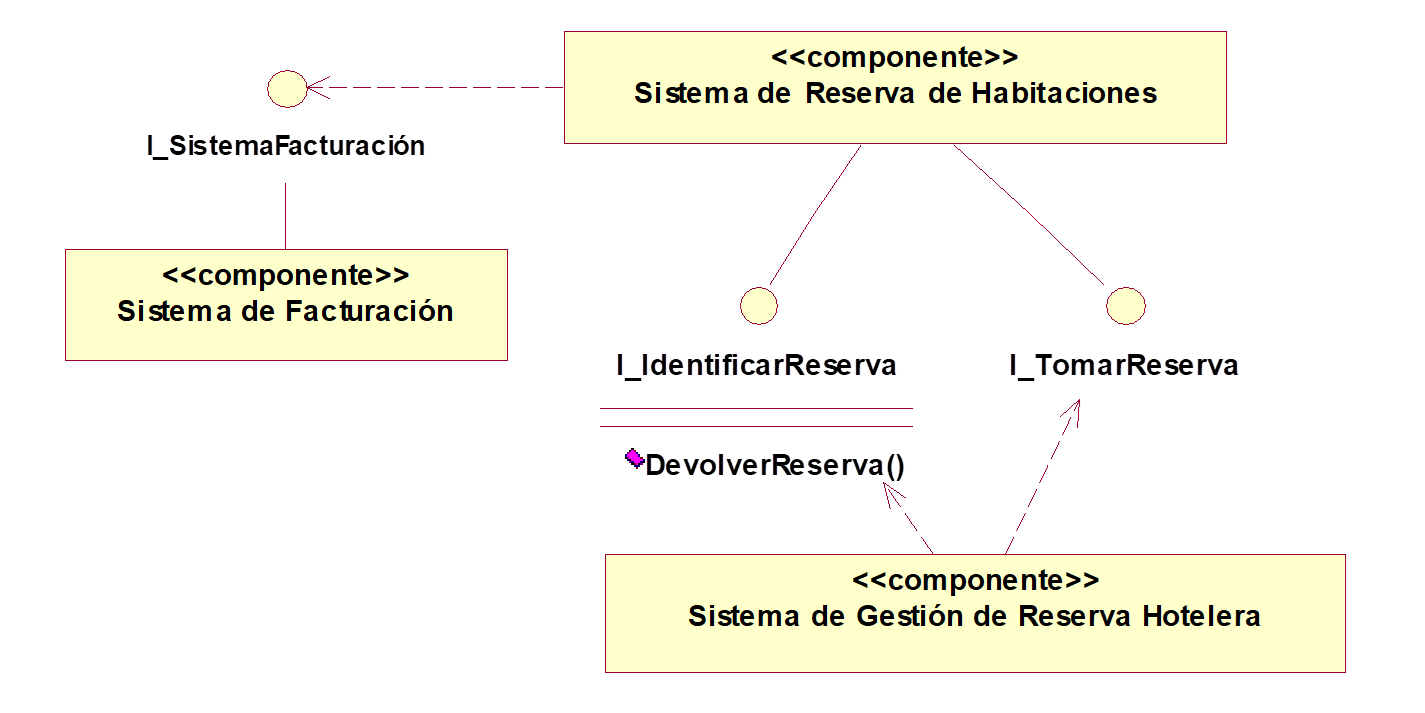 <<componente>>
Sistema de Reserva de Habitaciones
I_SistemaFacturación
<<componente>>
Sistema de Facturación
I_IdentificarReserva
I_TomarReserva
DevolverReserva()
<<componente>>
Sistema de Gestión de Reserva Hotelera